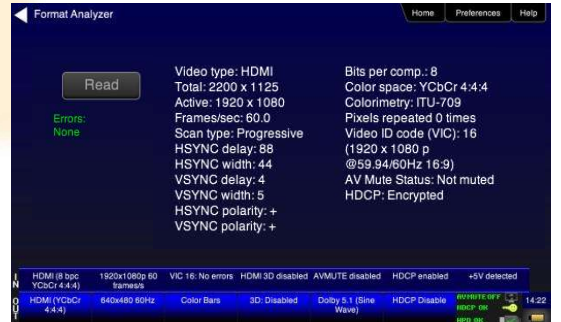 Format Analyzer
Home
Preferences
Help
Read
Errors:
None
Video type: HDMI
Total: 2200 x 1125
Active: 1920 x 1080
Frames/sec: 60.0
Scan type: Progressive
HSYNC delay: 88
HSYNC width: 44
VSYNC delay: 4
VSYNC width: 5
HSYNC polarity: +
VSYNC polarity: +
Bits per comp.: 8
Color space: YCbCr 4:4:4
Colorimetry: ITU-709
Pixels repeated 0 times
Video ID code (VIC): 16
(1920 x 1080 p
@59.94/60Hz 16:9)
AV Mute Status: Not muted
HDCP: Encrypted
IN
HDMI (8 bpc
YCbCr 4:4:4)
1920x1080p 60
frames/s
VIC 16: No errors
HDMI 3D disabled
AVMUTE disabled
HDCP enabled
+5V detected
OUT
HDMI (YCbCr
4:4:4)
640x480 60Hz
Color Bars
3D: Disabled
Dolby 5.1 (Sine
Wave)
HDCP Disable
AVMUTE OFF
HDCP OK
HPD OK
14:22